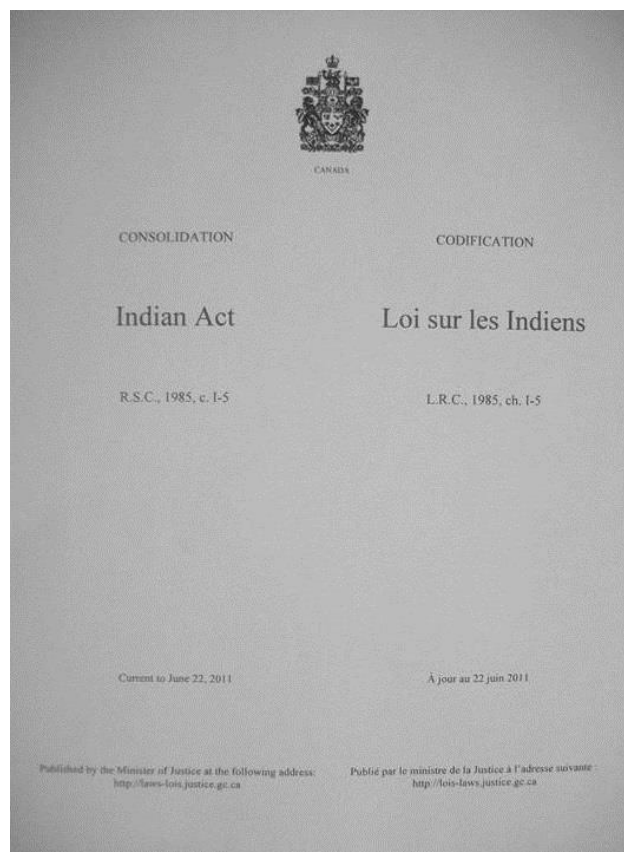 CANADA
CONSOLIDATION
Indian Act
R.S.C., 1985, c. I-5
Current to June 22, 2011
Published by the Minister of Justice at the following address:
http://laws-lois.justice.gc.ca
CODIFICATION
Loi sur les Indiens
L.R.C., 1985, ch. I-5
À jour au 22 juin 2011
Publié par le ministre de la Justice à l'adresse suivante :
http://lois-laws.justice.gc.ca